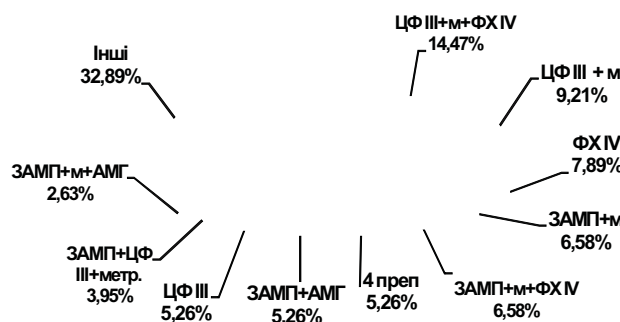 ЦФ III+м+ФХ IV
14,47%
ЦФ III + м
9,21%
ФХ IV
7,89%
ЗАМП+м
6,58%
ЗАМП+м+ФХ IV
6,58%
4 преп
5,26%
ЗАМП+АМГ
5,26%
ЦФ III
5,26%
ЗАМП+ЦФ
III+метр.
3,95%
ЗАМП+м+АМГ
2,63%
Інші
32,89%